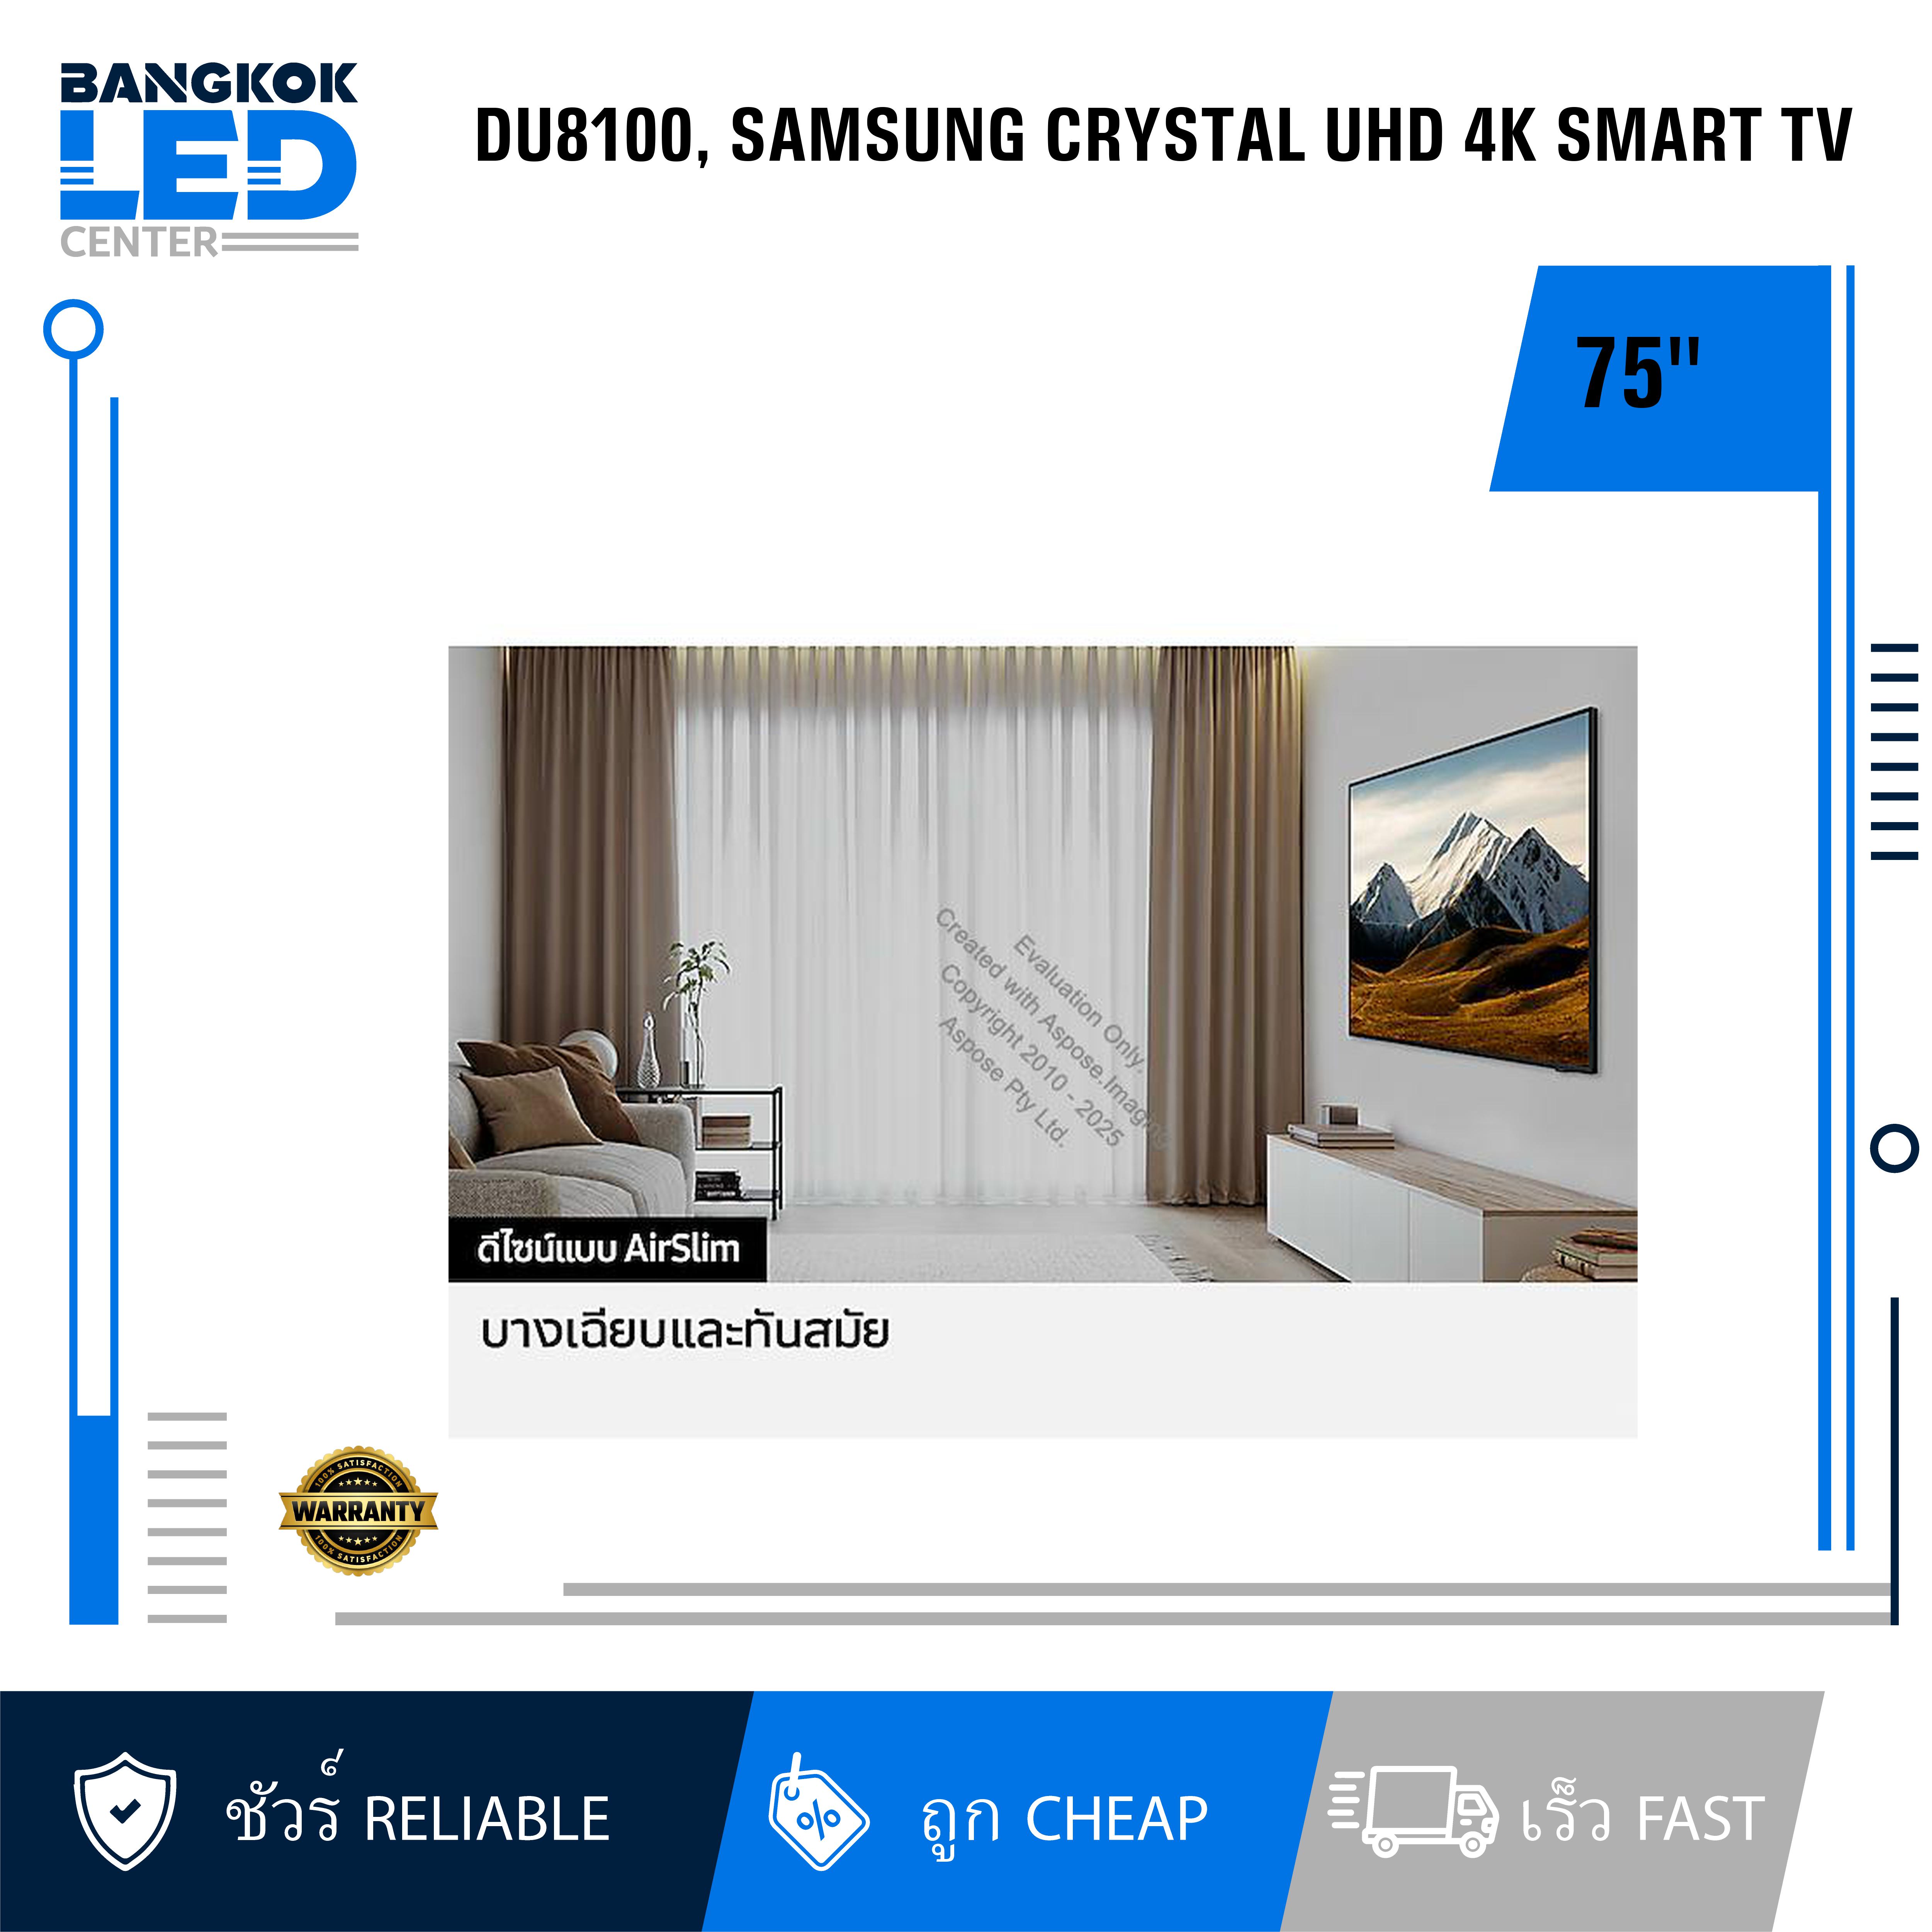 BANGKOK
LED
CENTER
DU8100, SAMSUNG CRYSTAL UHD 4K SMART TV
75"
Evaluation Only.
Created with Aspose.Imaging.
Copyright 2010 - 2025
Aspose Pty Ltd.
ดีไซน์แบบ AirSlim
บางเฉียบและทันสมัย
100% SATISFACTION
WARRANTY
100% SATISFACTION
ชัวร์ RELIABLE
% ถูก CHEAP
เร็ว FAST